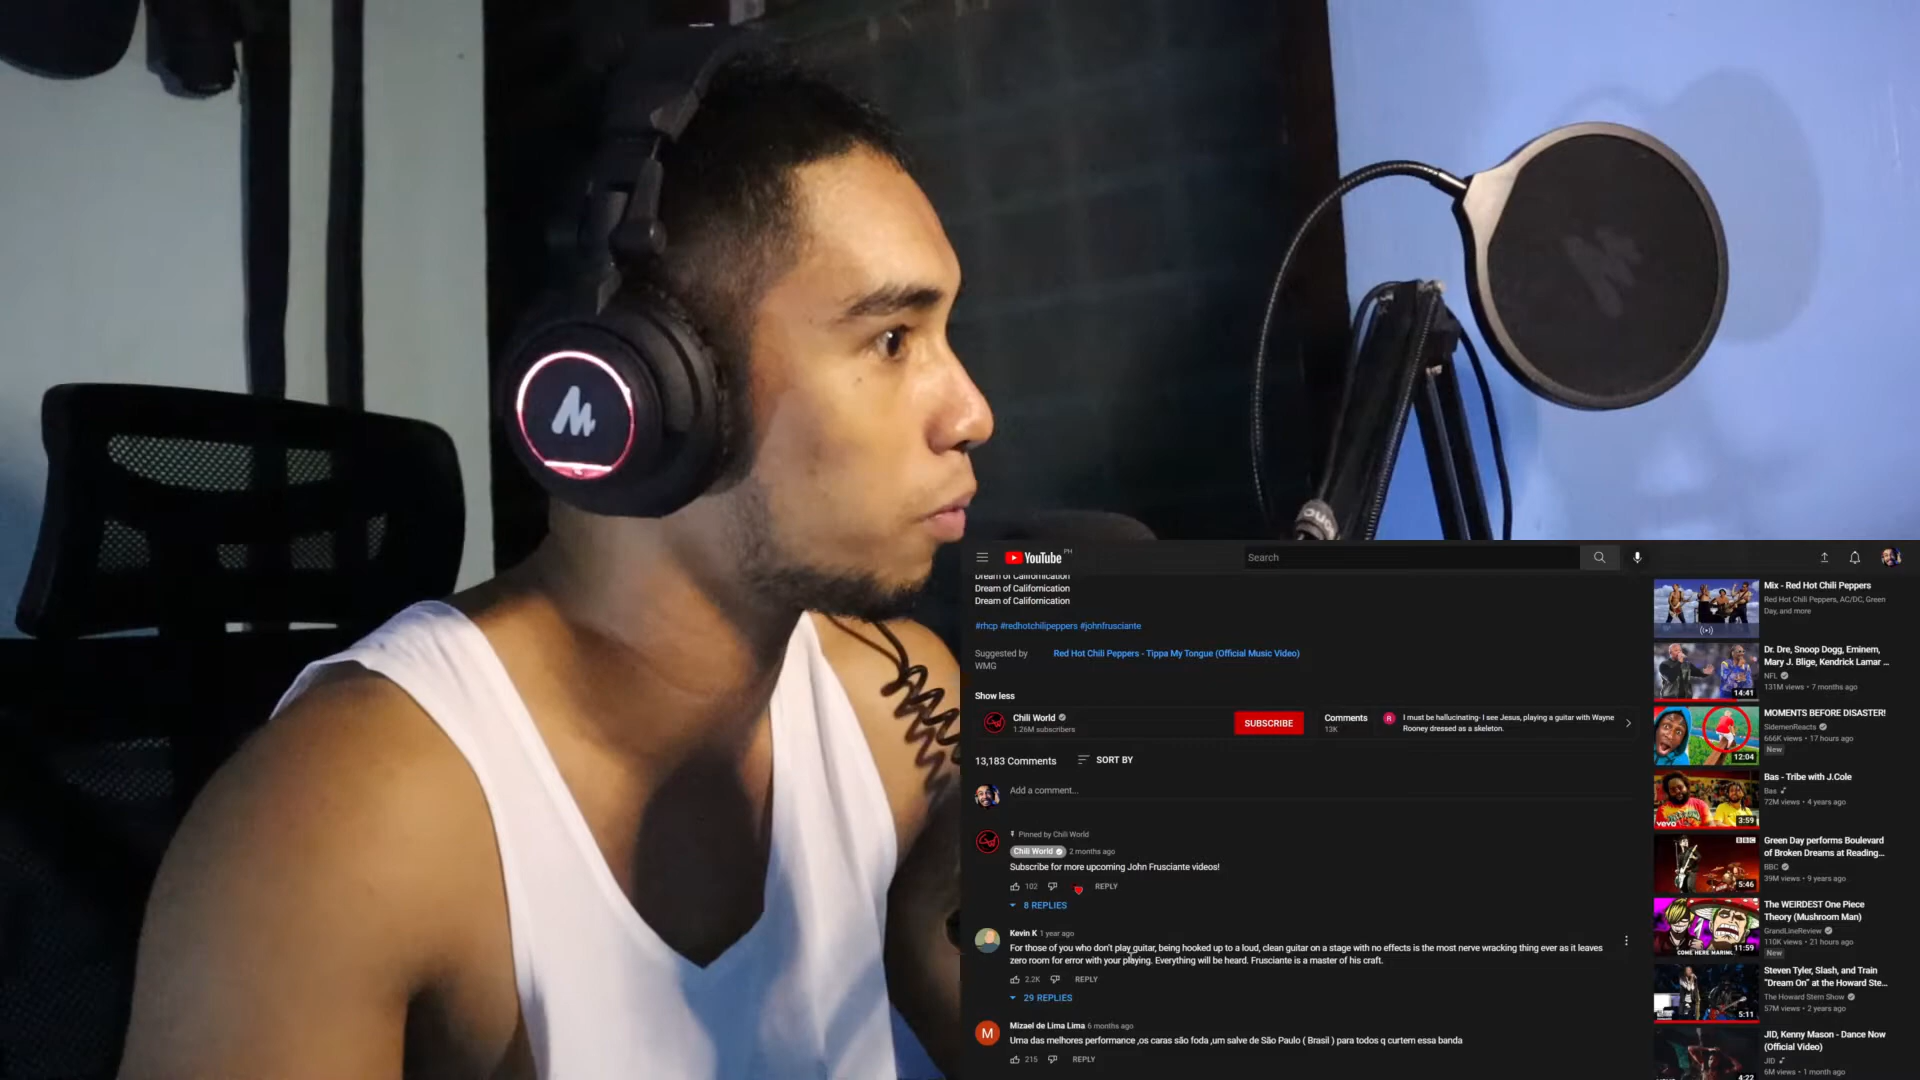 YouTube PH
Search
Dream of Californication
Dream of Californication
Dream of Californication
#rhcp #redhotchilipeppers #johnfrusciante
Suggested by
WMG
Red Hot Chili Peppers - Tippa My Tongue (Official Music Video)
Show less
Chili World
1.26M subscribers
SUBSCRIBE
Comments
13K
R
I must be hallucinating- I see Jesus, playing a guitar with Wayne
Rooney dressed as a skeleton.
13,183 Comments
SORT BY
Add a comment...
Pinned by Chili World
Chili World 2 months ago
Subscribe for more upcoming John Frusciante videos!
102 REPLY
8 REPLIES
Kevin K 1 year ago
For those of you who don't play guitar, being hooked up to a loud, clean guitar on a stage with no effects is the most nerve wracking thing ever as it leaves
zero room for error with your playing. Everything will be heard. Frusciante is a master of his craft.
2.2K REPLY
29 REPLIES
M
Mizael de Lima Lima 6 months ago
Uma das melhores performance ,os caras são foda ,um salve de São Paulo ( Brasil ) para todos q curtem essa banda
215 REPLY
Mix - Red Hot Chili Peppers
Red Hot Chili Peppers, AC/DC, Green
Day, and more
14:41
Dr. Dre, Snoop Dogg, Eminem,
Mary J. Blige, Kendrick Lamar ...
NFL
131M views • 7 months ago
12:04
MOMENTS BEFORE DISASTER!
SidemenReacts
666K views • 17 hours ago
New
vevo
3:59
Bas - Tribe with J.Cole
Bas
72M views • 4 years ago
BBC
5:46
Green Day performs Boulevard
of Broken Dreams at Reading...
BBC
39M views • 9 years ago
COME HERE MARIMI..
11:59
The WEIRDEST One Piece
Theory (Mushroom Man)
GrandLineReview
110K views • 21 hours ago
New
5:11
Steven Tyler, Slash, and Train
"Dream On" at the Howard Ste...
The Howard Stern Show
57M views • 2 years ago
4:22
JID, Kenny Mason - Dance Now
(Official Video)
JID
6M views • 1 month ago